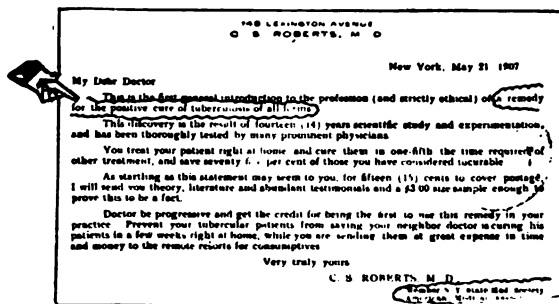 148 LEXINGTON AVENUE
C S ROBERTS, M D
New York, May 21 1907
My Dear Doctor
This is the first general introduction to the profession (and strictly ethical) of a remedy
for the positive cure of tuberculosis of all forms
This discovery is the result of fourteen (14) years scientific study and experimentation,
and has been thoroughly tested by many prominent physicians
You treat your patient right at home and cure them in one-fifth the time required of
other treatment, and save seventy per cent of those you have considered incurable
As startling as this statement may seem to you, for fifteen (15) cents to cover postage,
I will send you theory, literature and abundant testimonials and a $3 00 size sample enough to
prove this to be a fact.
Doctor be progressive and get the credit for being the first to use this remedy in your
practice Prevent your tubercular patients from saying your neighbor doctor is curing his
patients in a few weeks right at home, while you are sending them at great expense in time
and money to the remote resorts for consumptives
Very truly yours
C. S ROBERTS, M. D.
Member N Y State Med Society
American Medical